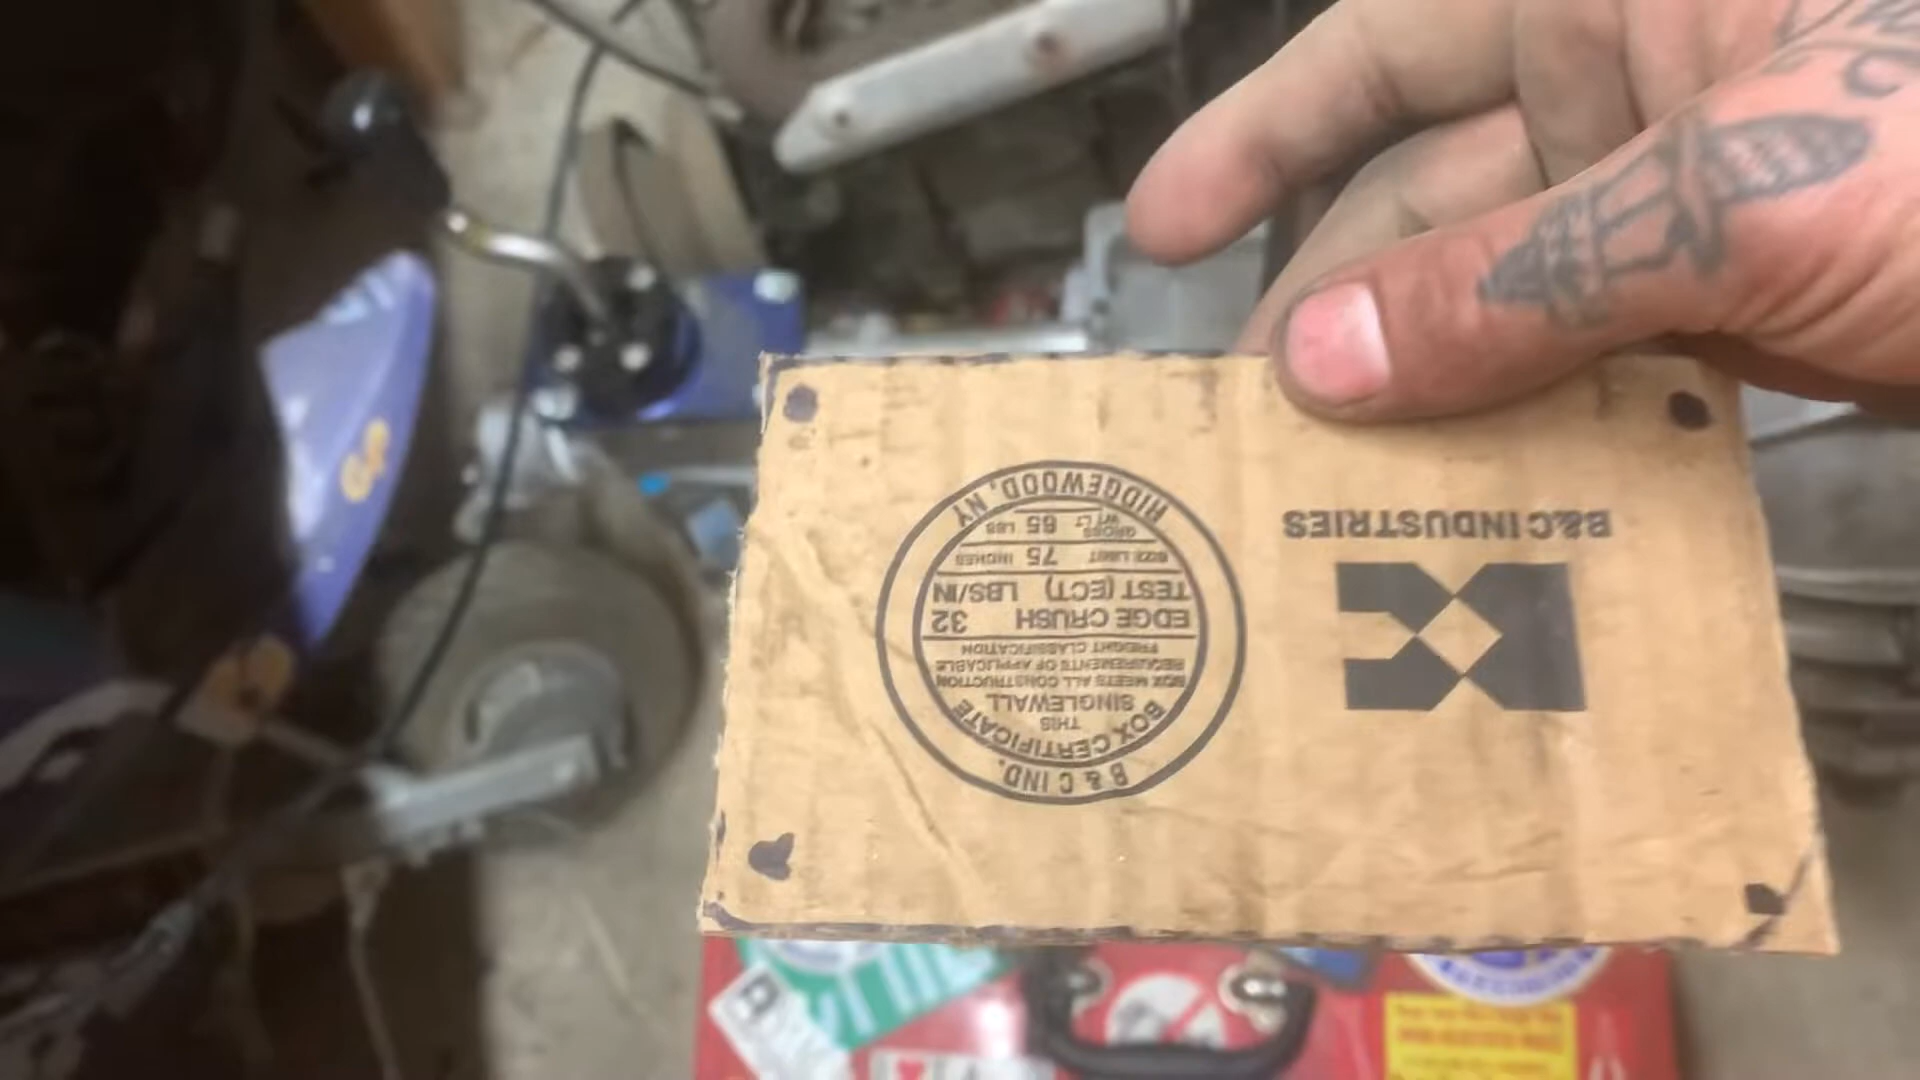 B&C INDUSTRIES
B & C IND.
BOX CERTIFICATE
THIS
SINGLEWALL
BOX MEETS ALL CONSTRUCTION
REQUIREMENTS OF APPLICABLE
FREIGHT CLASSIFICATION
EDGE CRUSH 32
TEST (ECT) LBS/IN
SIZE LIMIT 75 INCHES
GROSS
WT LT 65 LBS
RIDGEWOOD, NY